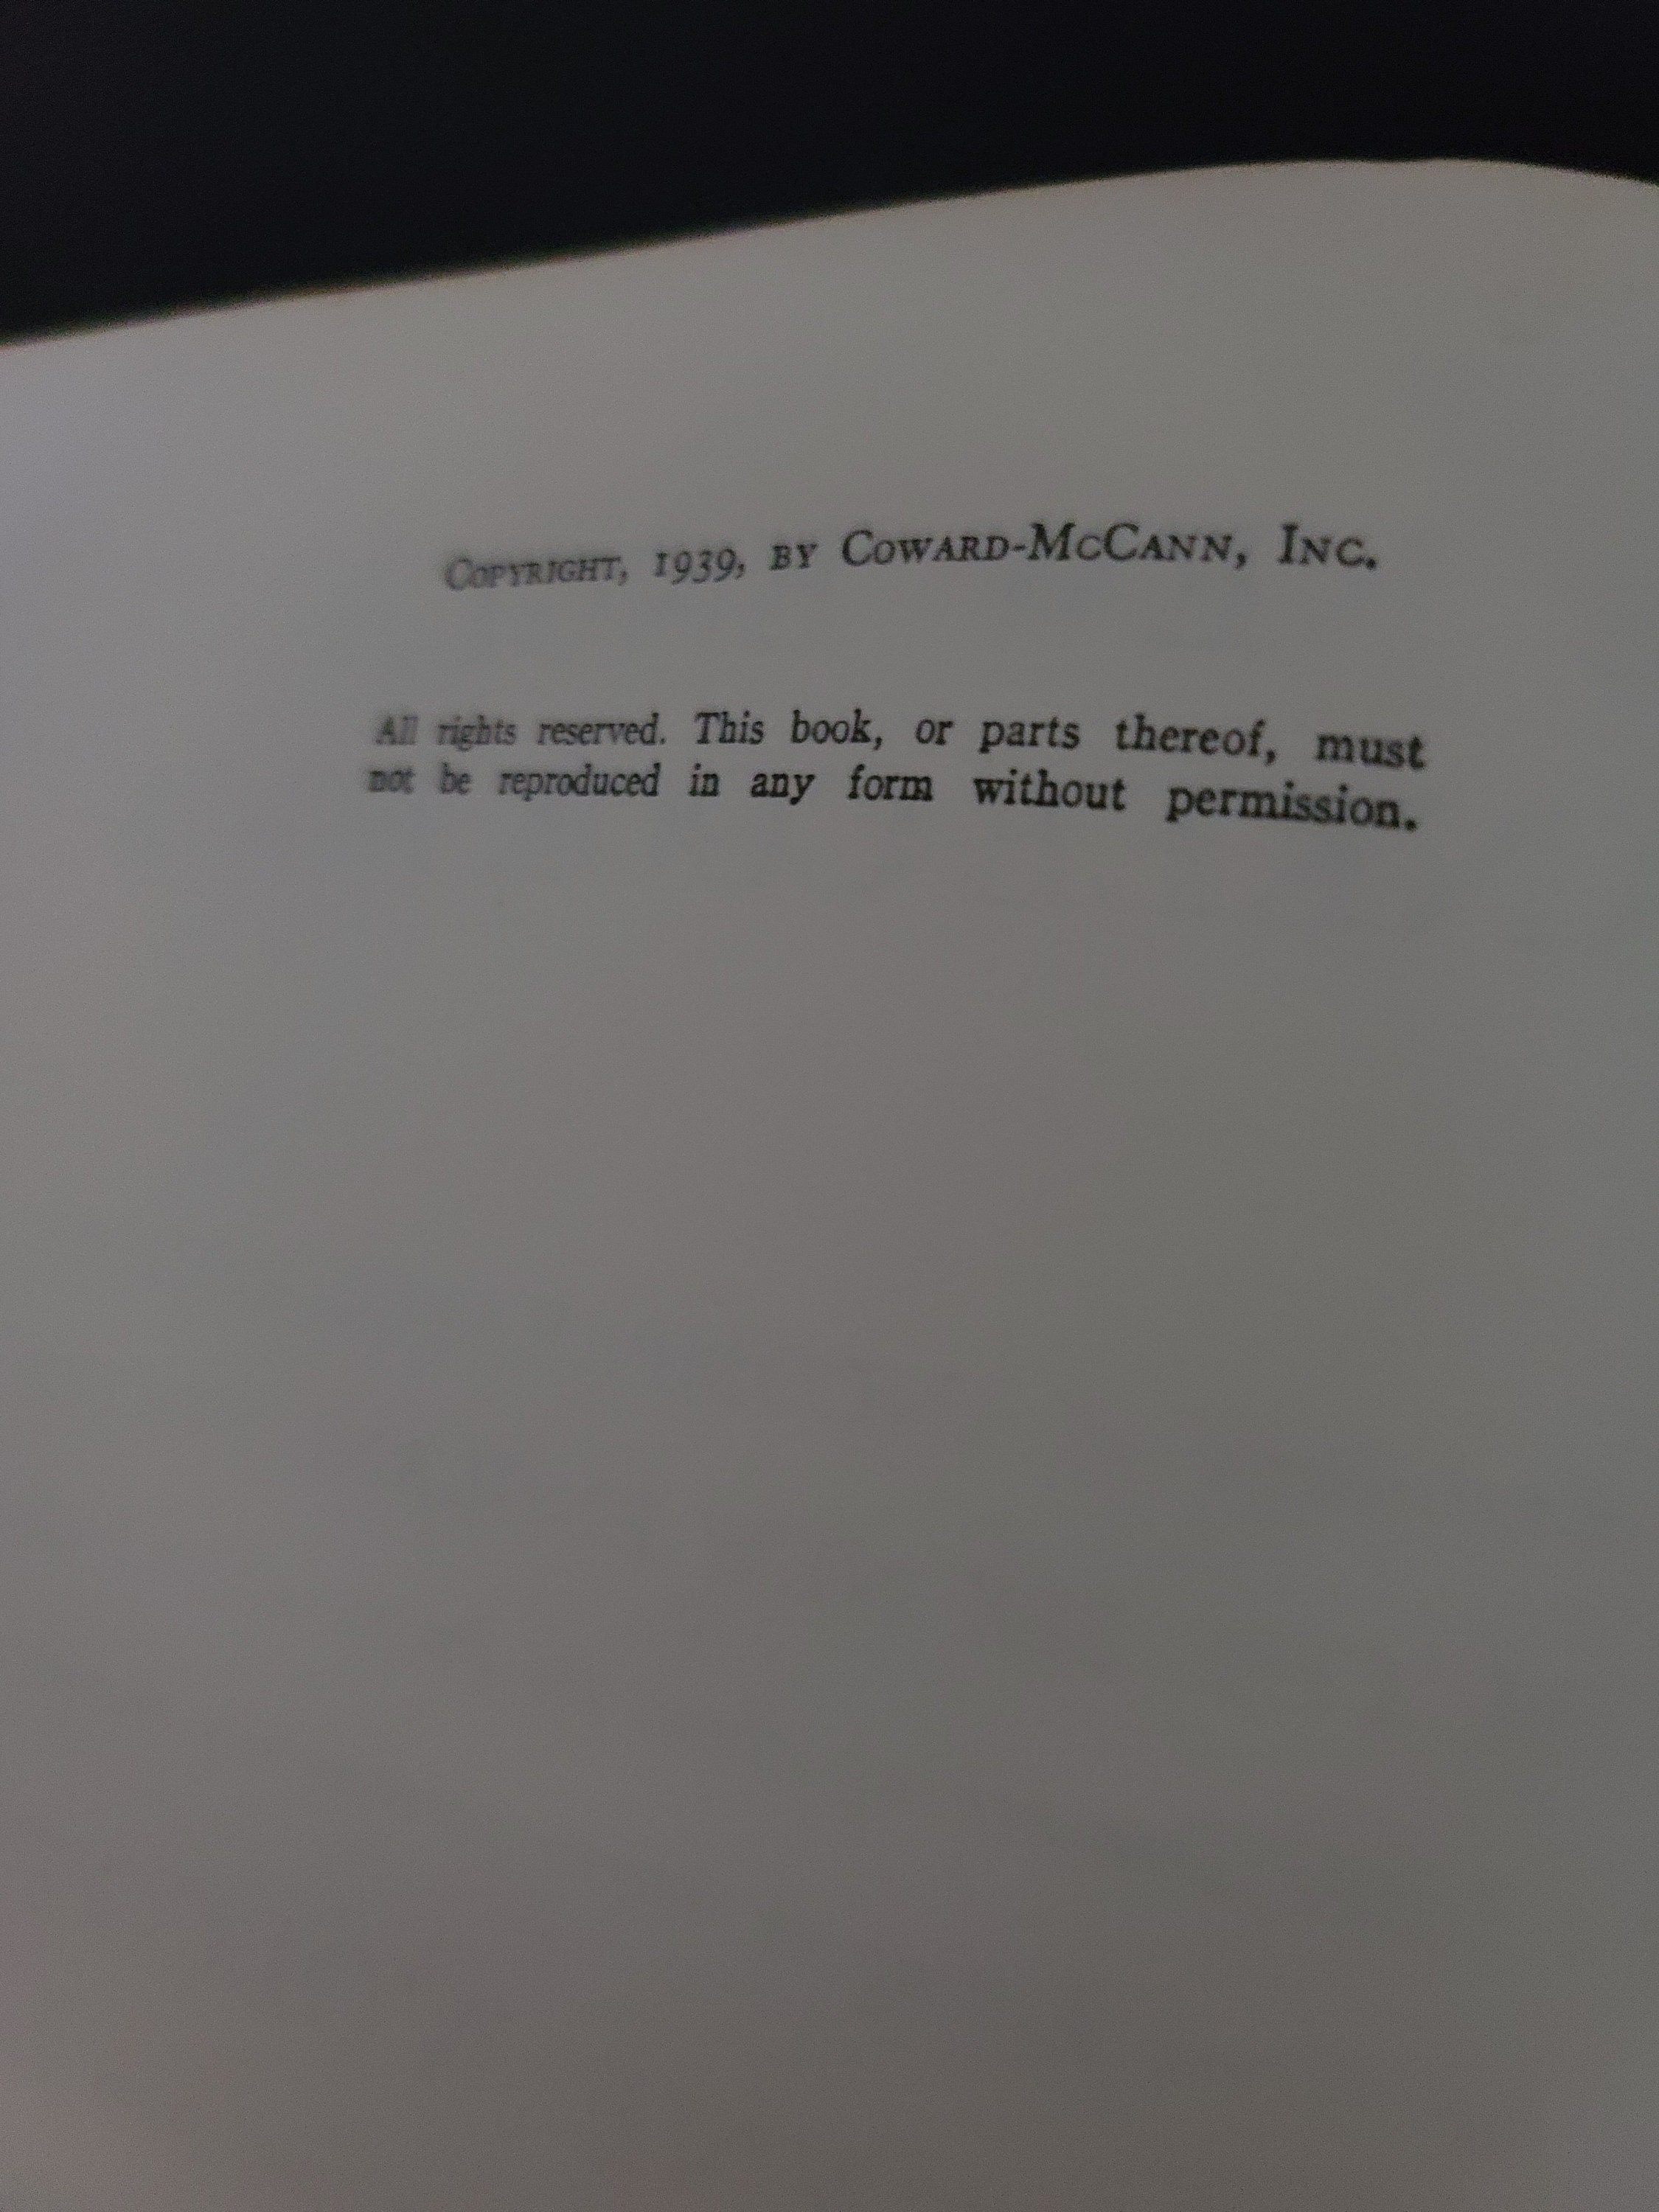 COPYRIGHT, 1939, BY COWARD-MCCANN, INC.
All rights reserved. This book, or parts thereof, must
not be reproduced in any form without permission.